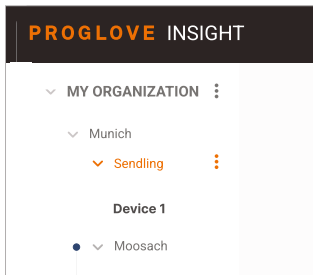 PROGLOVE INSIGHT
MY ORGANIZATION
Munich
Sendling
Device 1
Moosach